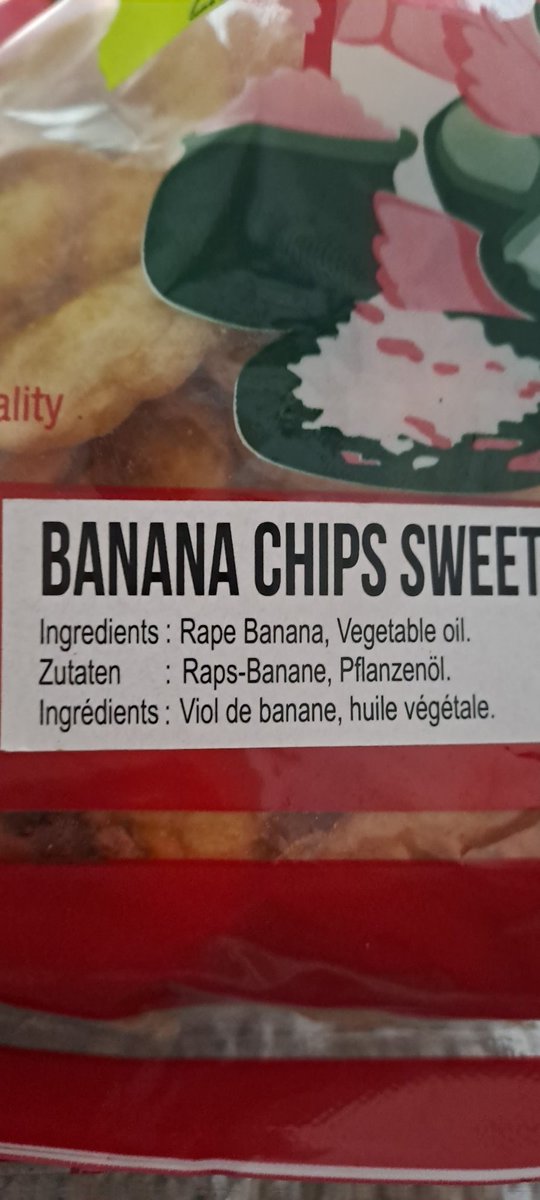 ality
BANANA CHIPS SWEET
Ingredients : Rape Banana, Vegetable oil.
Zutaten : Raps-Banane, Pflanzenöl.
Ingrédients : Viol de banane, huile végétale.